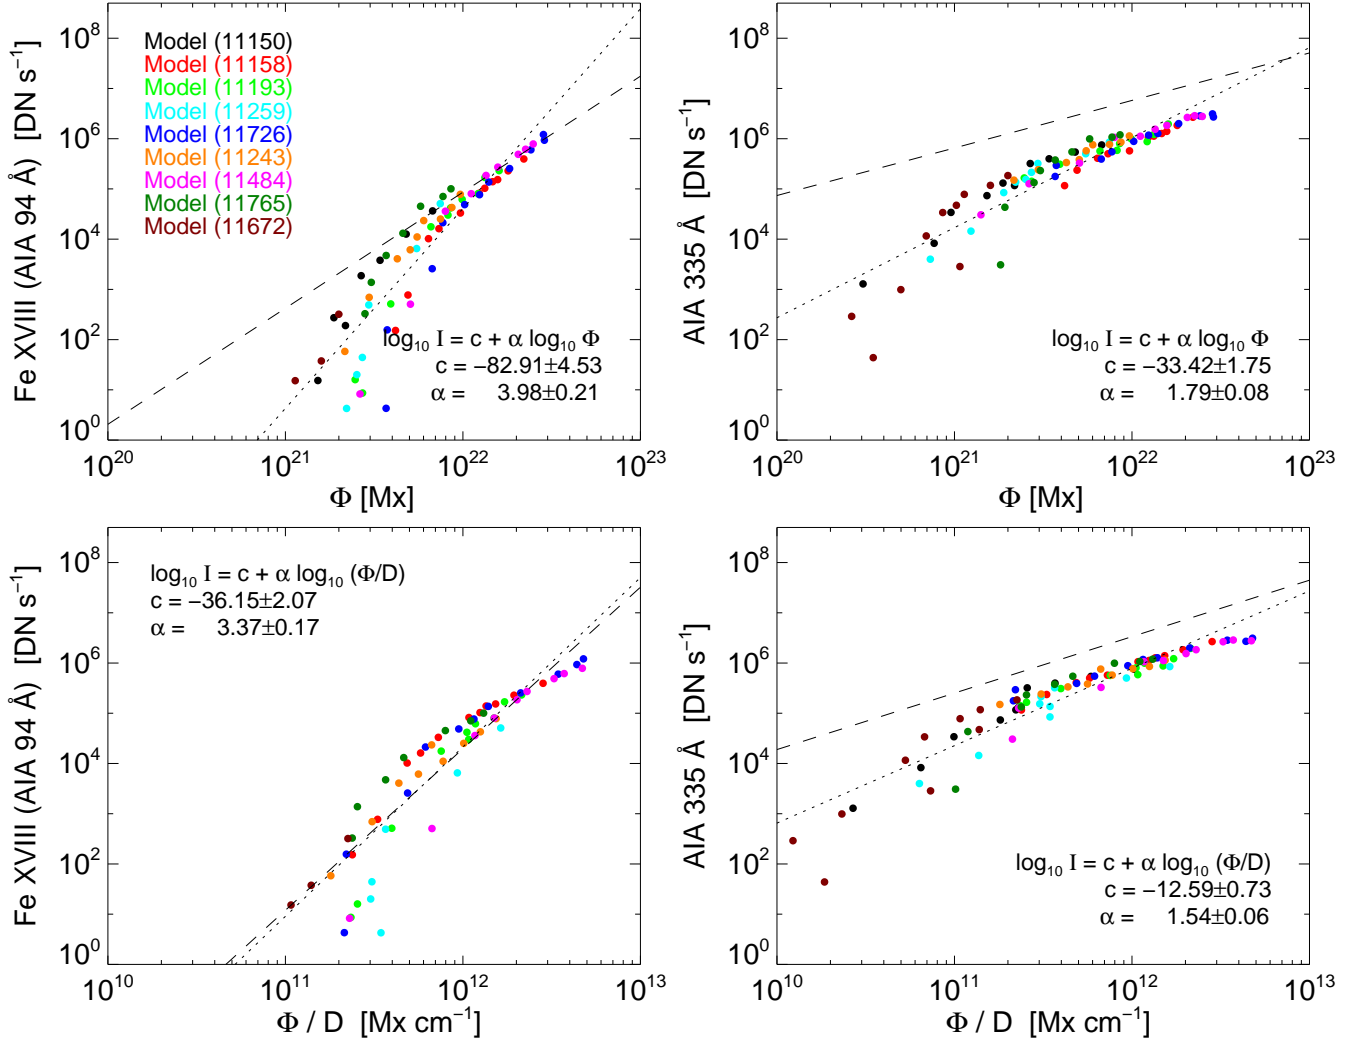 Fe XVIII (AIA 94 Å) [DN s⁻¹]
10⁸
10⁶
10⁴
10²
10⁰
Model (11150)
Model (11158)
Model (11193)
Model (11259)
Model (11726)
Model (11243)
Model (11484)
Model (11765)
Model (11672)
log₁₀ I = c + α log₁₀ Φ
c = −82.91±4.53
α = 3.98±0.21
10²⁰ 10²¹ 10²² 10²³
Φ [Mx]
AIA 335 Å [DN s⁻¹]
10⁸
10⁶
10⁴
10²
10⁰
log₁₀ I = c + α log₁₀ Φ
c = −33.42±1.75
α = 1.79±0.08
10²⁰ 10²¹ 10²² 10²³
Φ [Mx]
Fe XVIII (AIA 94 Å) [DN s⁻¹]
10⁸
10⁶
10⁴
10²
10⁰
log₁₀ I = c + α log₁₀ (Φ/D)
c = −36.15±2.07
α = 3.37±0.17
10¹⁰ 10¹¹ 10¹² 10¹³
Φ / D [Mx cm⁻¹]
AIA 335 Å [DN s⁻¹]
10⁸
10⁶
10⁴
10²
10⁰
log₁₀ I = c + α log₁₀ (Φ/D)
c = −12.59±0.73
α = 1.54±0.06
10¹⁰ 10¹¹ 10¹² 10¹³
Φ / D [Mx cm⁻¹]